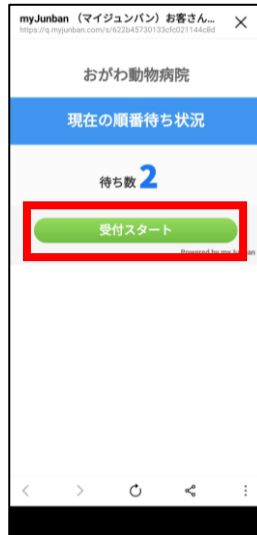 myJunban （マイジュンバン）お客さん...
https://q.myjunban.com/s/622b45730133cfc021144c8d
おがわ動物病院
現在の順番待ち状況
待ち数 2
受付スタート
Powered by my Junban